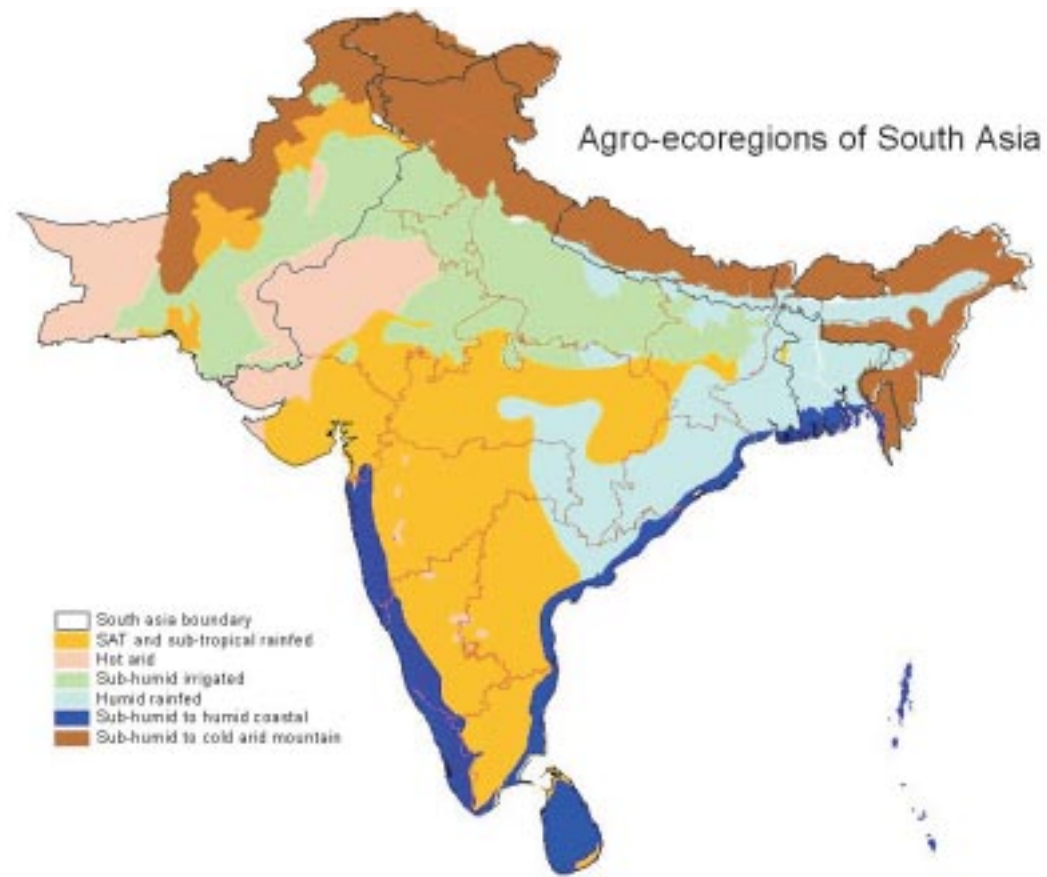 Agro-ecoregions of South Asia
South asia boundary
SAT and sub-tropical rainfed
Hot arid
Sub-humid irrigated
Humid rainfed
Sub-humid to humid coastal
Sub-humid to cold arid mountain